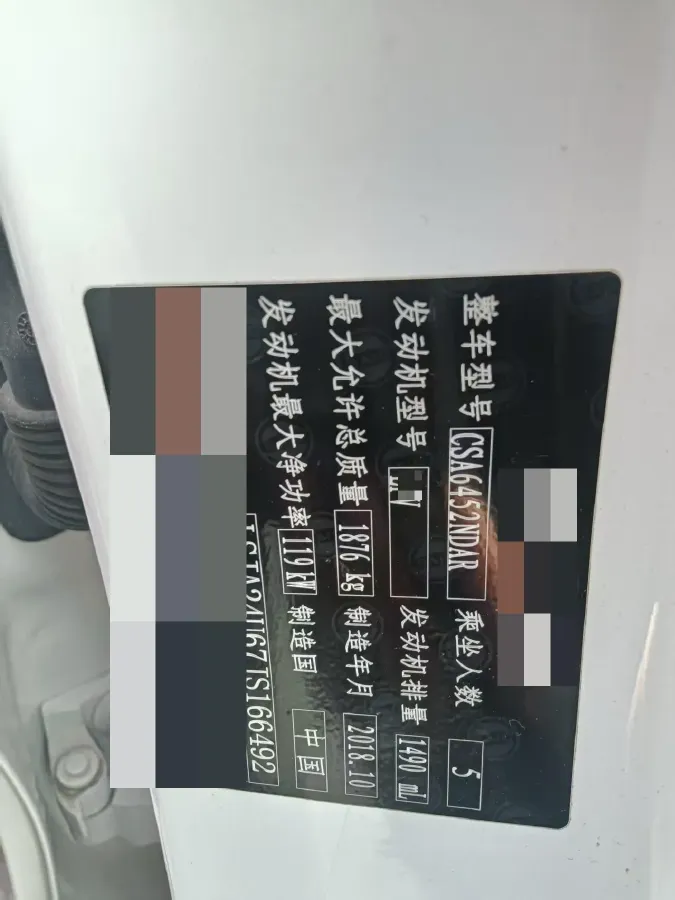 整车型号 CSA6452NDAR 乘坐人数 5
发动机型号 发动机排量 1490 mL
最大允许总质量 1876 kg 制造年月 2018.10
发动机最大净功率 119 kW 制造国 中国